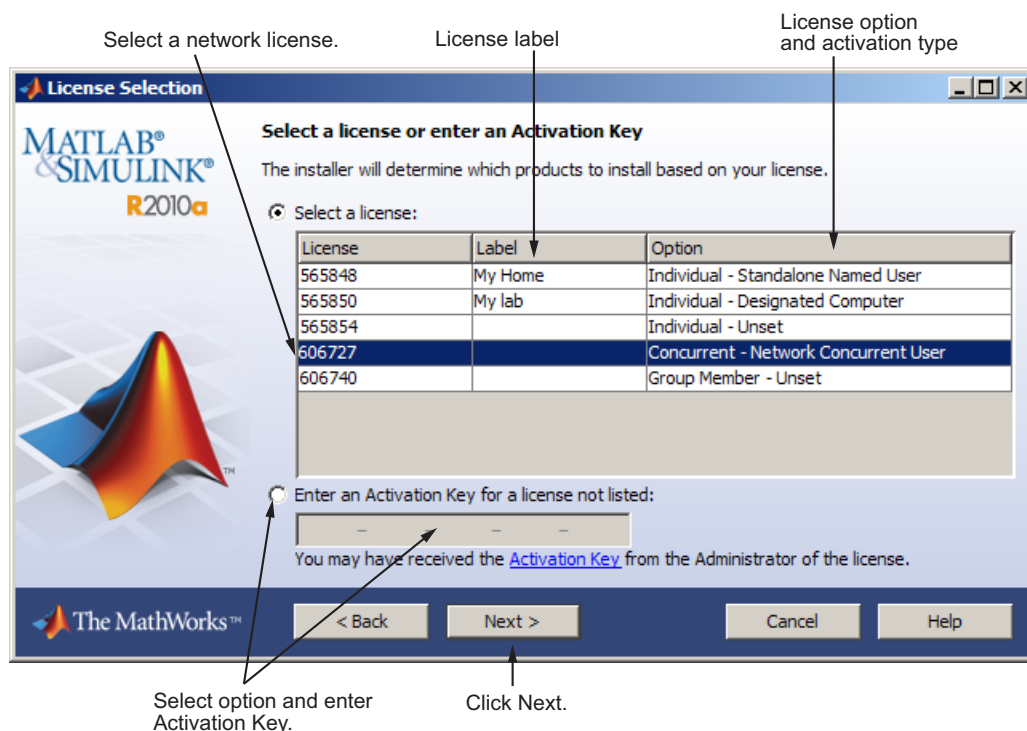 Select a network license.
License label
License option
and activation type
License Selection
MATLAB®
&SIMULINK®
R2010a
Select a license or enter an Activation Key
The installer will determine which products to install based on your license.
Select a license:
License Label Option
565848 My Home Individual - Standalone Named User
565850 My lab Individual - Designated Computer
565854 Individual - Unset
606727 Concurrent - Network Concurrent User
606740 Group Member - Unset
TM
Enter an Activation Key for a license not listed:
– – – –
You may have received the Activation Key from the Administrator of the license.
The MathWorks™
< Back Next > Cancel Help
Select option and enter
Activation Key.
Click Next.